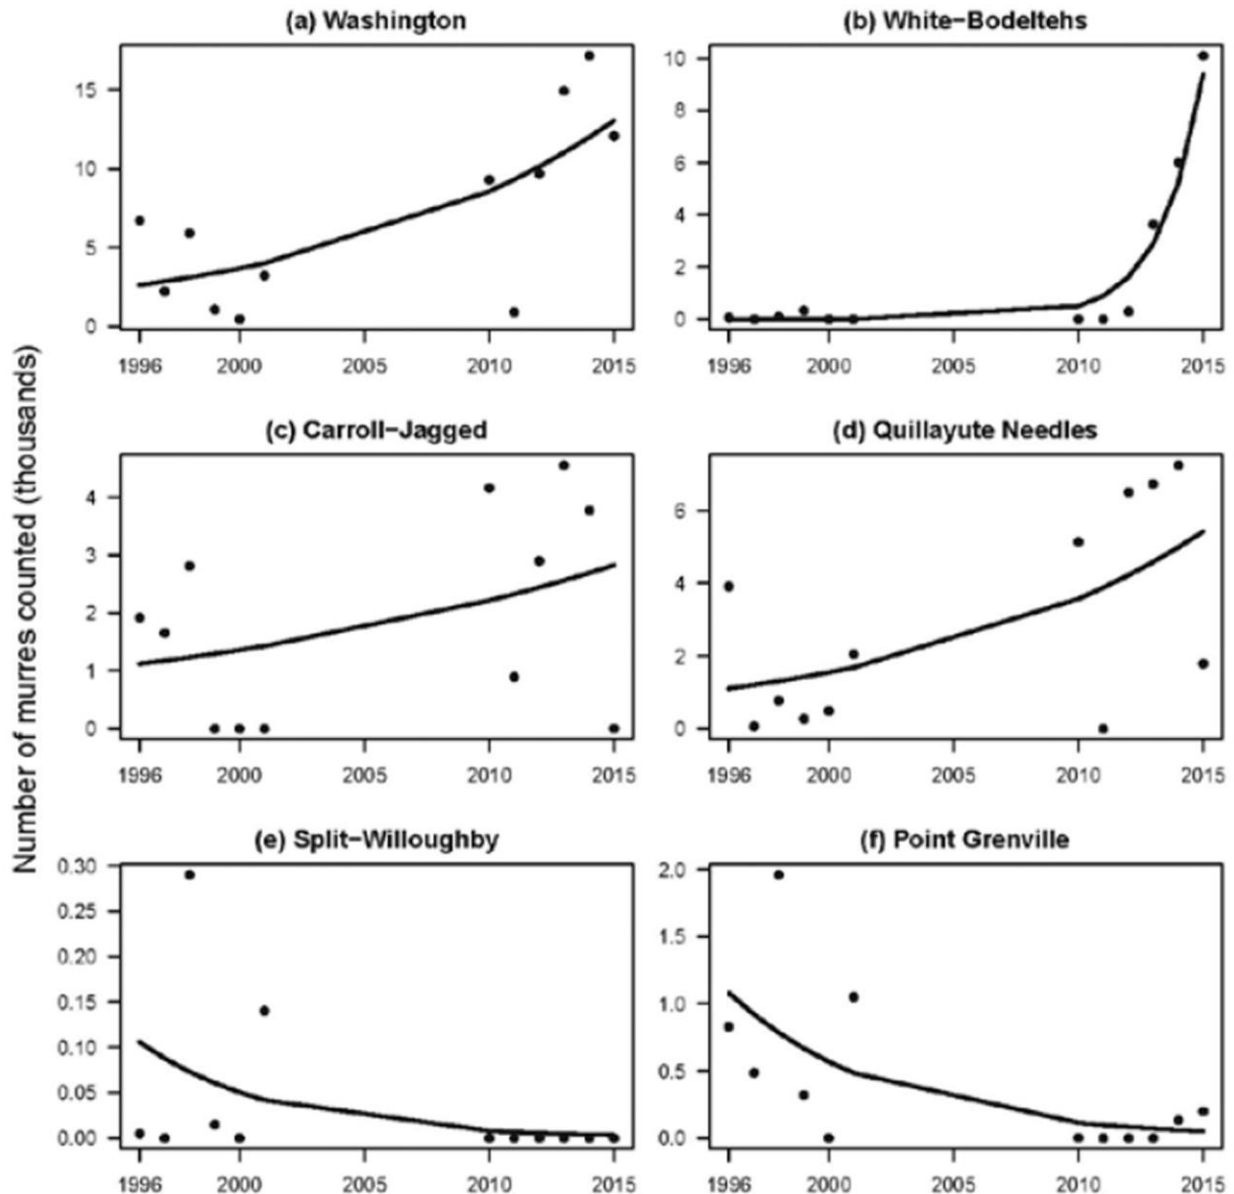 (a) Washington
(b) White-Bodeltehs
15
10
5
0
1996 2000 2005 2010 2015
10
8
6
4
2
0
1996 2000 2005 2010 2015
Number of murres counted (thousands)
(c) Carroll-Jagged
(d) Quillayute Needles
4
3
2
1
0
1996 2000 2005 2010 2015
6
4
2
0
1996 2000 2005 2010 2015
(e) Split-Willoughby
(f) Point Grenville
0.30
0.25
0.20
0.15
0.10
0.05
0.00
1996 2000 2005 2010 2015
2.0
1.5
1.0
0.5
0.0
1996 2000 2005 2010 2015